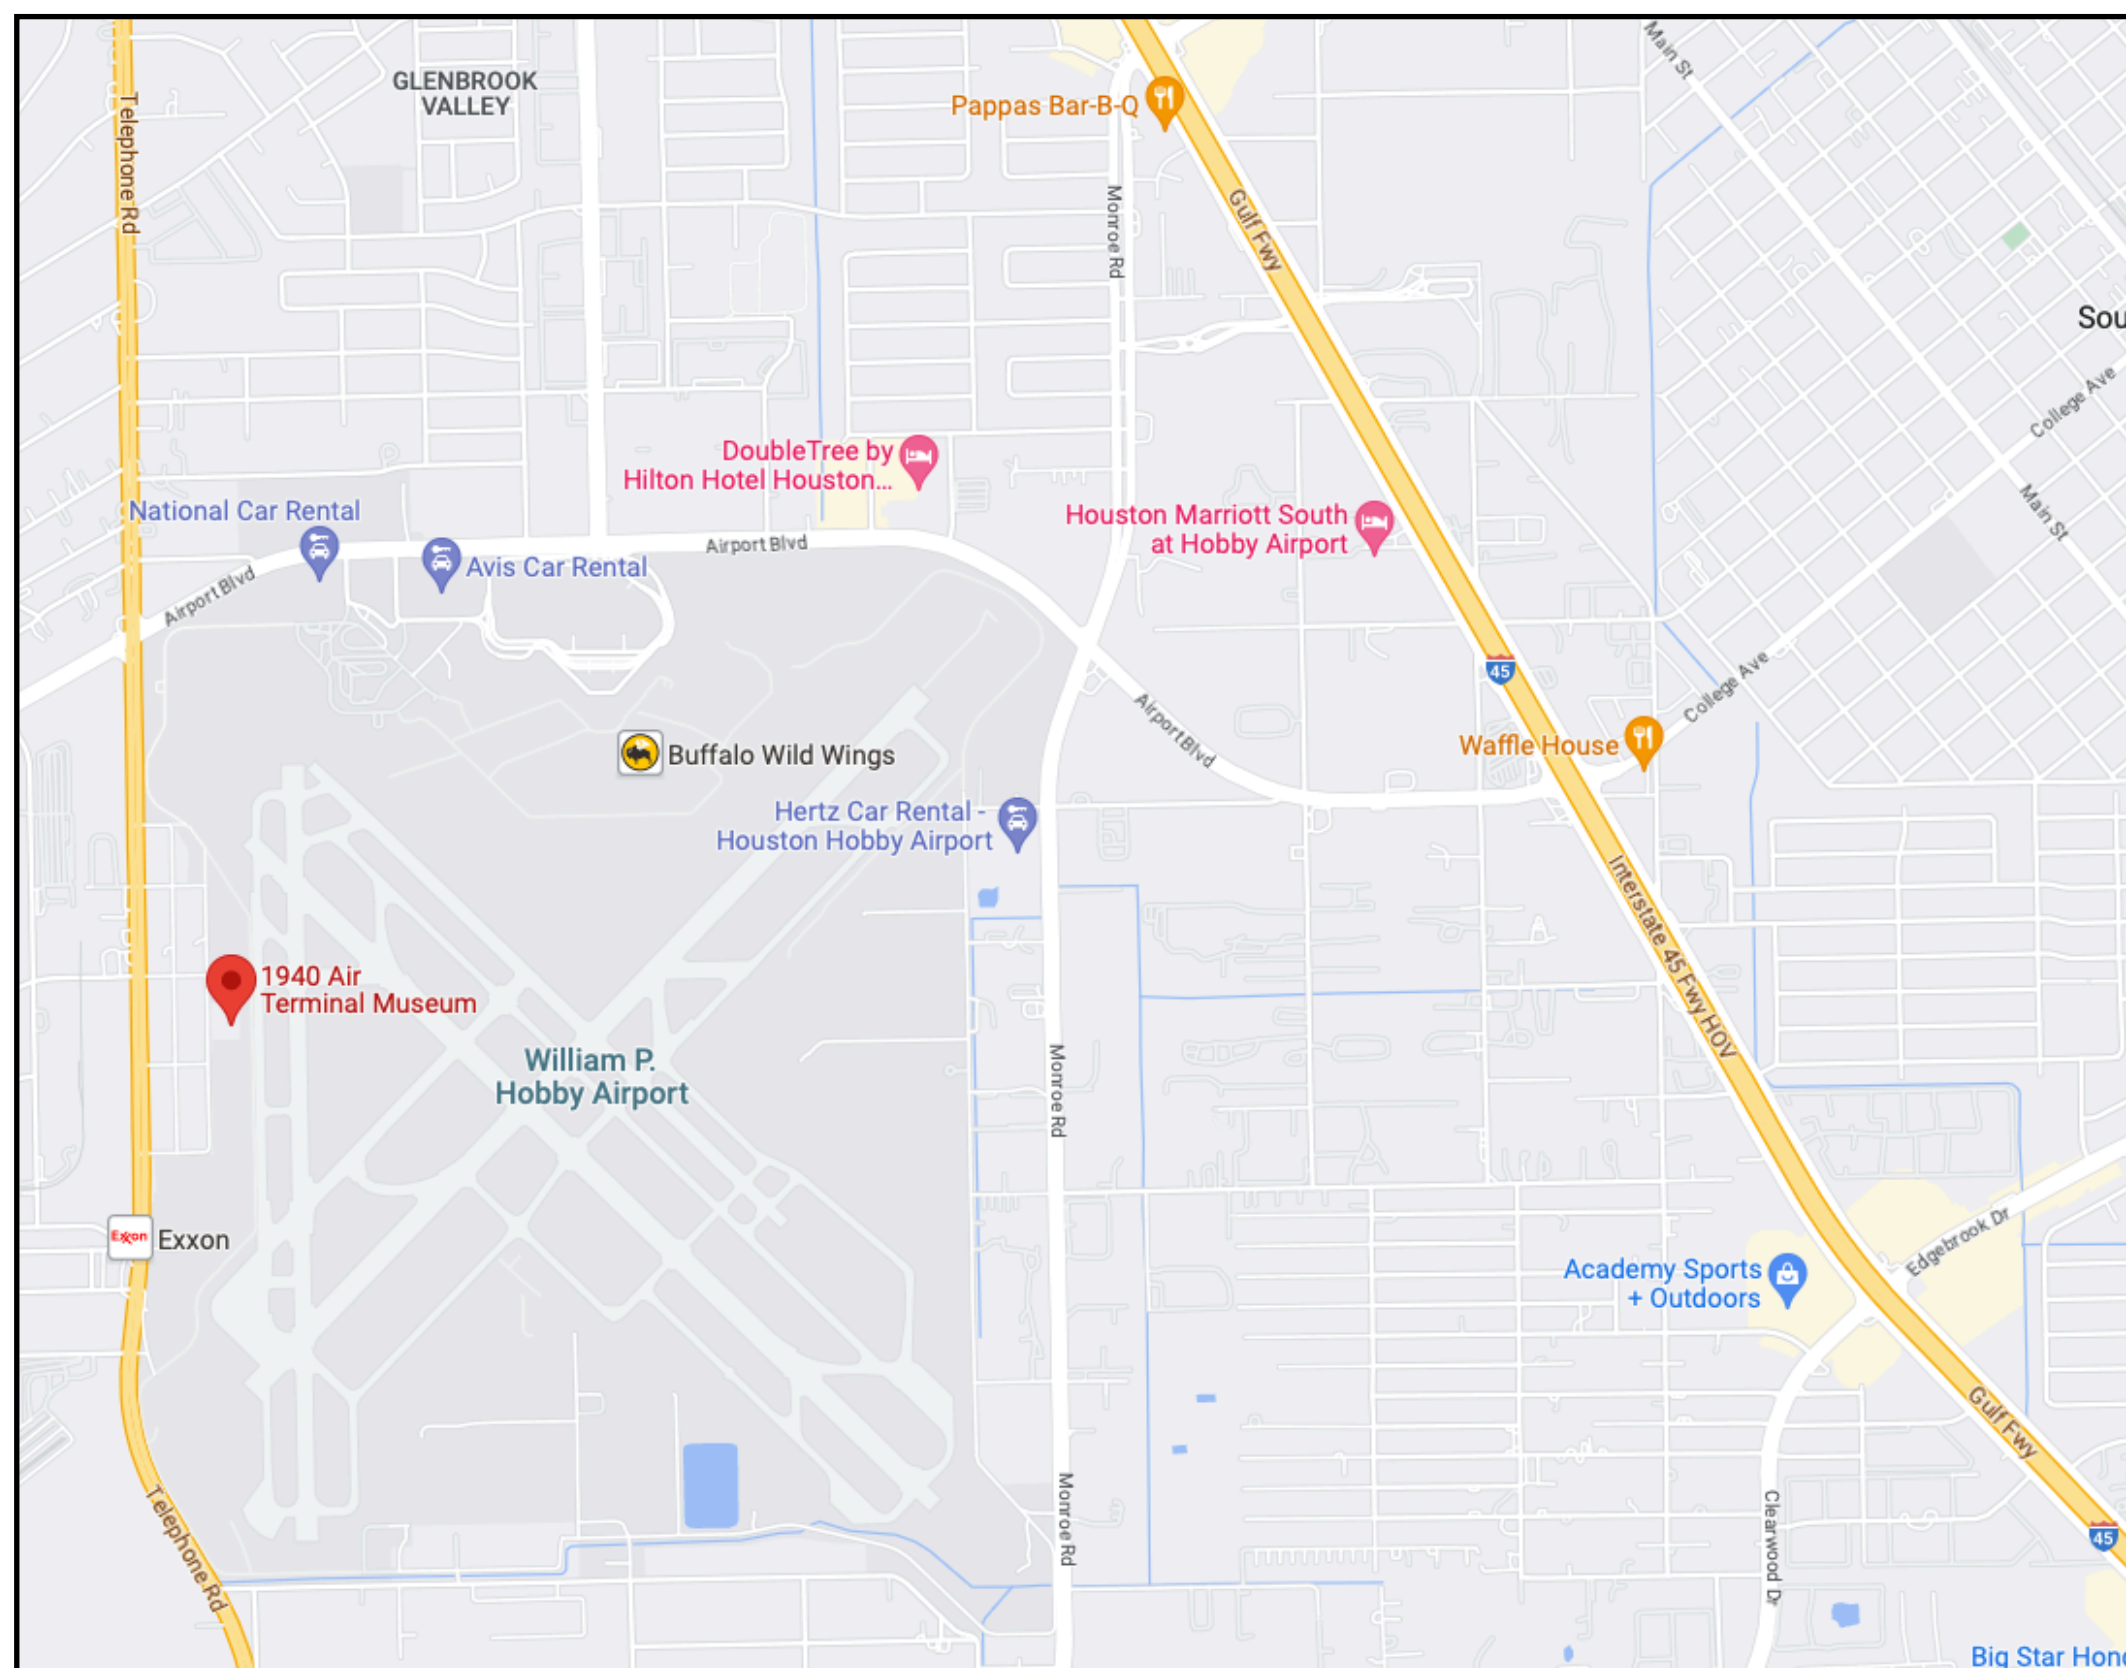 Main St
GLENBROOK
VALLEY
Telephone Rd
Pappas Bar-B-Q
Monroe Rd
Gulf Fwy
Sou
College Ave
DoubleTree by
Hilton Hotel Houston...
National Car Rental
Houston Marriott South
at Hobby Airport
Main St
Airport Blvd
Avis Car Rental
Airport Blvd
45
College Ave
Airport Blvd
Waffle House
Buffalo Wild Wings
Hertz Car Rental -
Houston Hobby Airport
Interstate 45 Fwy HOV
1940 Air
Terminal Museum
William P.
Hobby Airport
Monroe Rd
Exxon
Exxon
Edgebrook Dr
Academy Sports
+ Outdoors
Gulf Fwy
Telephone Rd
Monroe Rd
Clearwood Dr
45
Big Star Hon